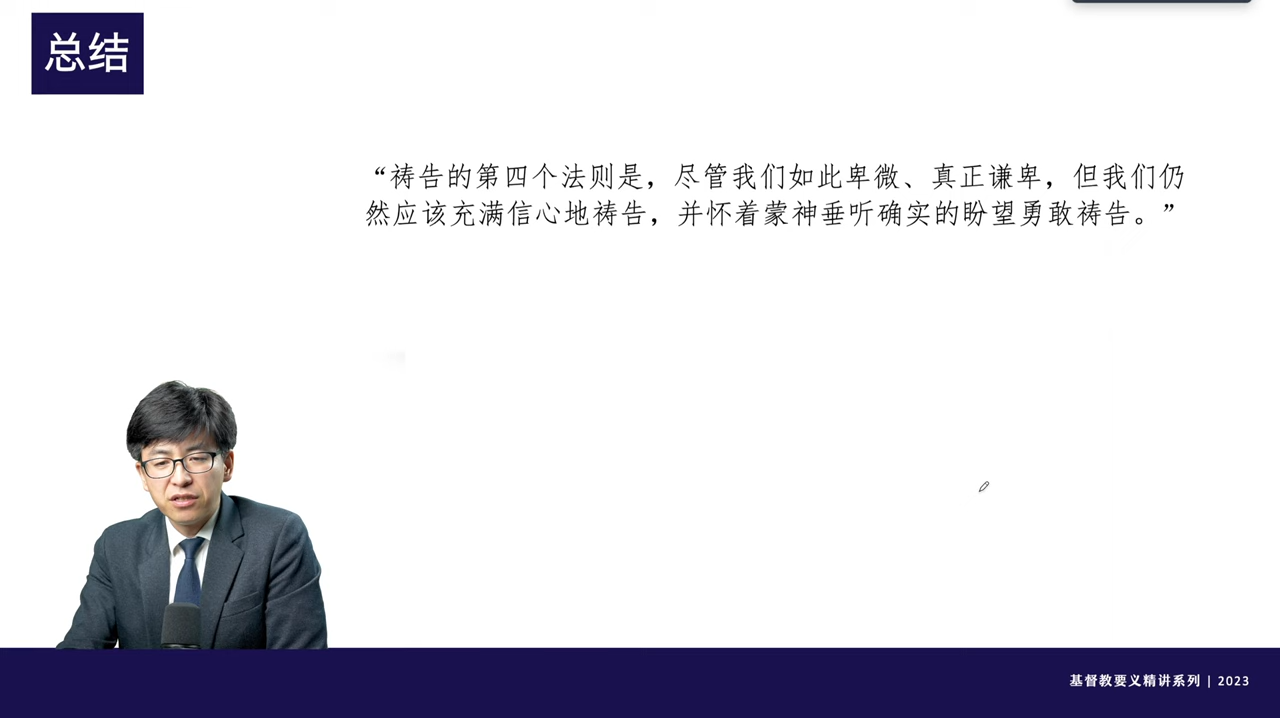 总结
“祷告的第四个法则是，尽管我们如此卑微、真正谦卑，但我们仍
然应该充满信心地祷告，并怀着蒙神垂听确实的盼望勇敢祷告。”
基督教要义精讲系列 | 2023